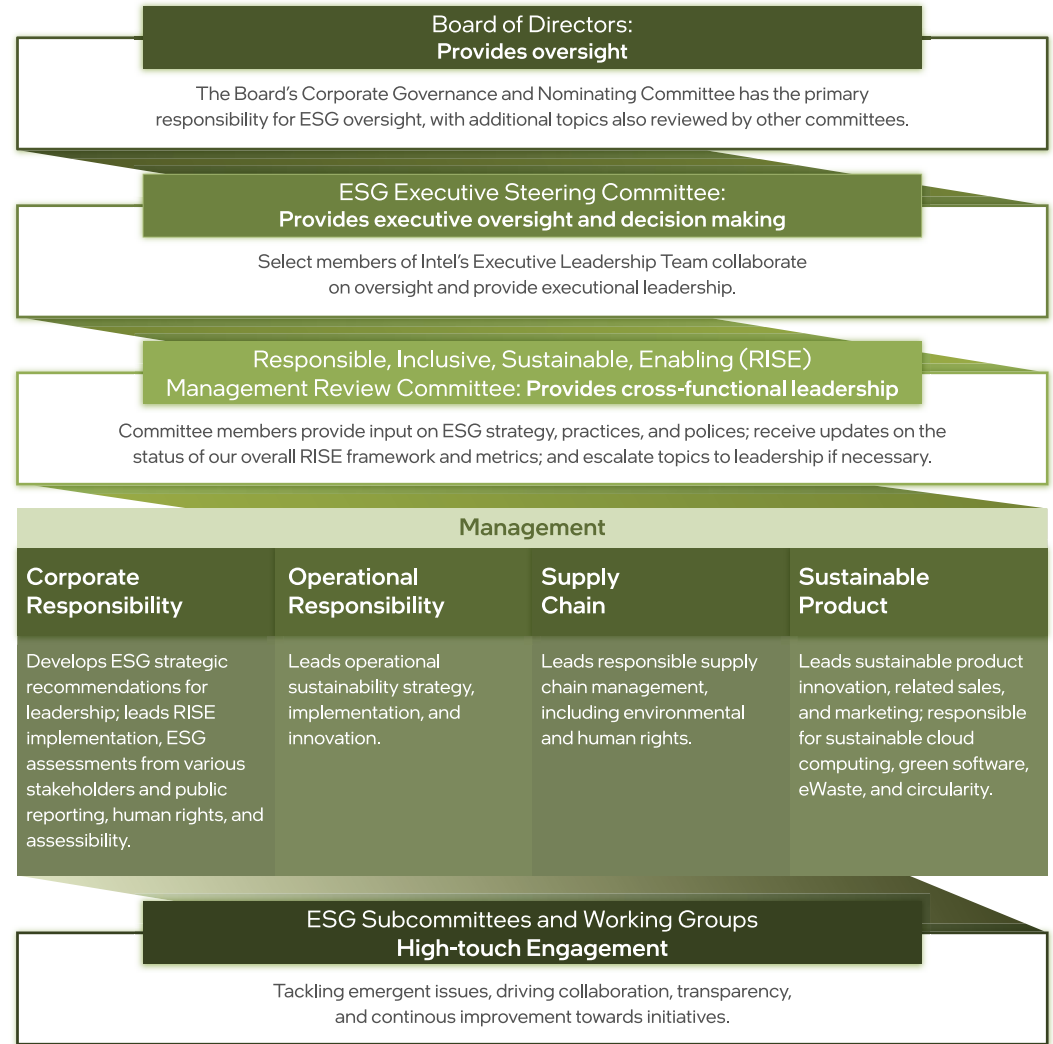 Board of Directors:
Provides oversight
The Board's Corporate Governance and Nominating Committee has the primary
responsibility for ESG oversight, with additional topics also reviewed by other committees.
ESG Executive Steering Committee:
Provides executive oversight and decision making
Select members of Intel's Executive Leadership Team collaborate
on oversight and provide executional leadership.
Responsible, Inclusive, Sustainable, Enabling (RISE)
Management Review Committee: Provides cross-functional leadership
Committee members provide input on ESG strategy, practices, and polices; receive updates on the
status of our overall RISE framework and metrics; and escalate topics to leadership if necessary.
Management
Corporate
Responsibility
Develops ESG strategic
recommendations for
leadership; leads RISE
implementation, ESG
assessments from various
stakeholders and public
reporting, human rights, and
assessibility.
Operational
Responsibility
Leads operational
sustainability strategy,
implementation, and
innovation.
Supply
Chain
Leads responsible supply
chain management,
including environmental
and human rights.
Sustainable
Product
Leads sustainable product
innovation, related sales,
and marketing; responsible
for sustainable cloud
computing, green software,
eWaste, and circularity.
ESG Subcommittees and Working Groups
High-touch Engagement
Tackling emergent issues, driving collaboration, transparency,
and continous improvement towards initiatives.